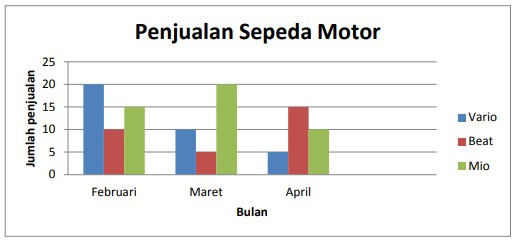 Penjualan Sepeda Motor
Jumlah penjualan
25
20
15
10
5
0
Februari Maret April
Bulan
Vario
Beat
Mio